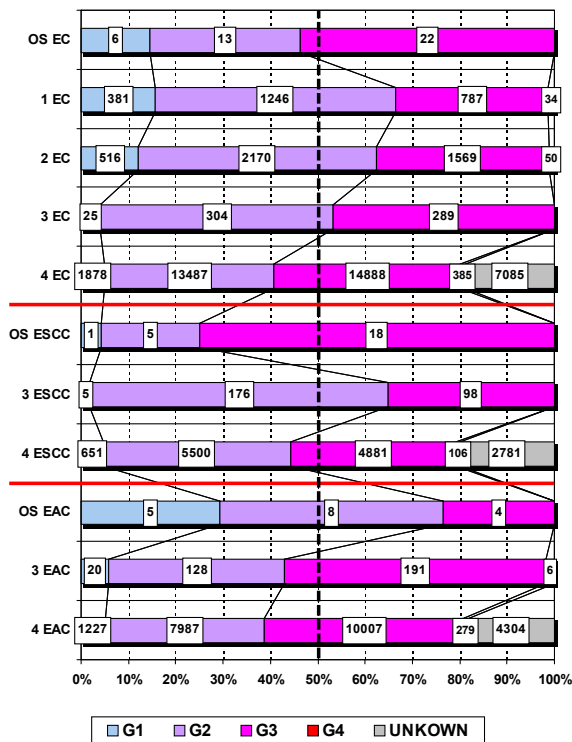 OS EC 6 13 22
1 EC 381 1246 787 34
2 EC 516 2170 1569 50
3 EC 25 304 289
4 EC 1878 13487 14888 385 7085
OS ESCC 1 5 18
3 ESCC 5 176 98
4 ESCC 651 5500 4881 106 2781
OS EAC 5 8 4
3 EAC 20 128 191 6
4 EAC 1227 7987 10007 279 4304
0% 10% 20% 30% 40% 50% 60% 70% 80% 90% 100%
G1 G2 G3 G4 UNKOWN